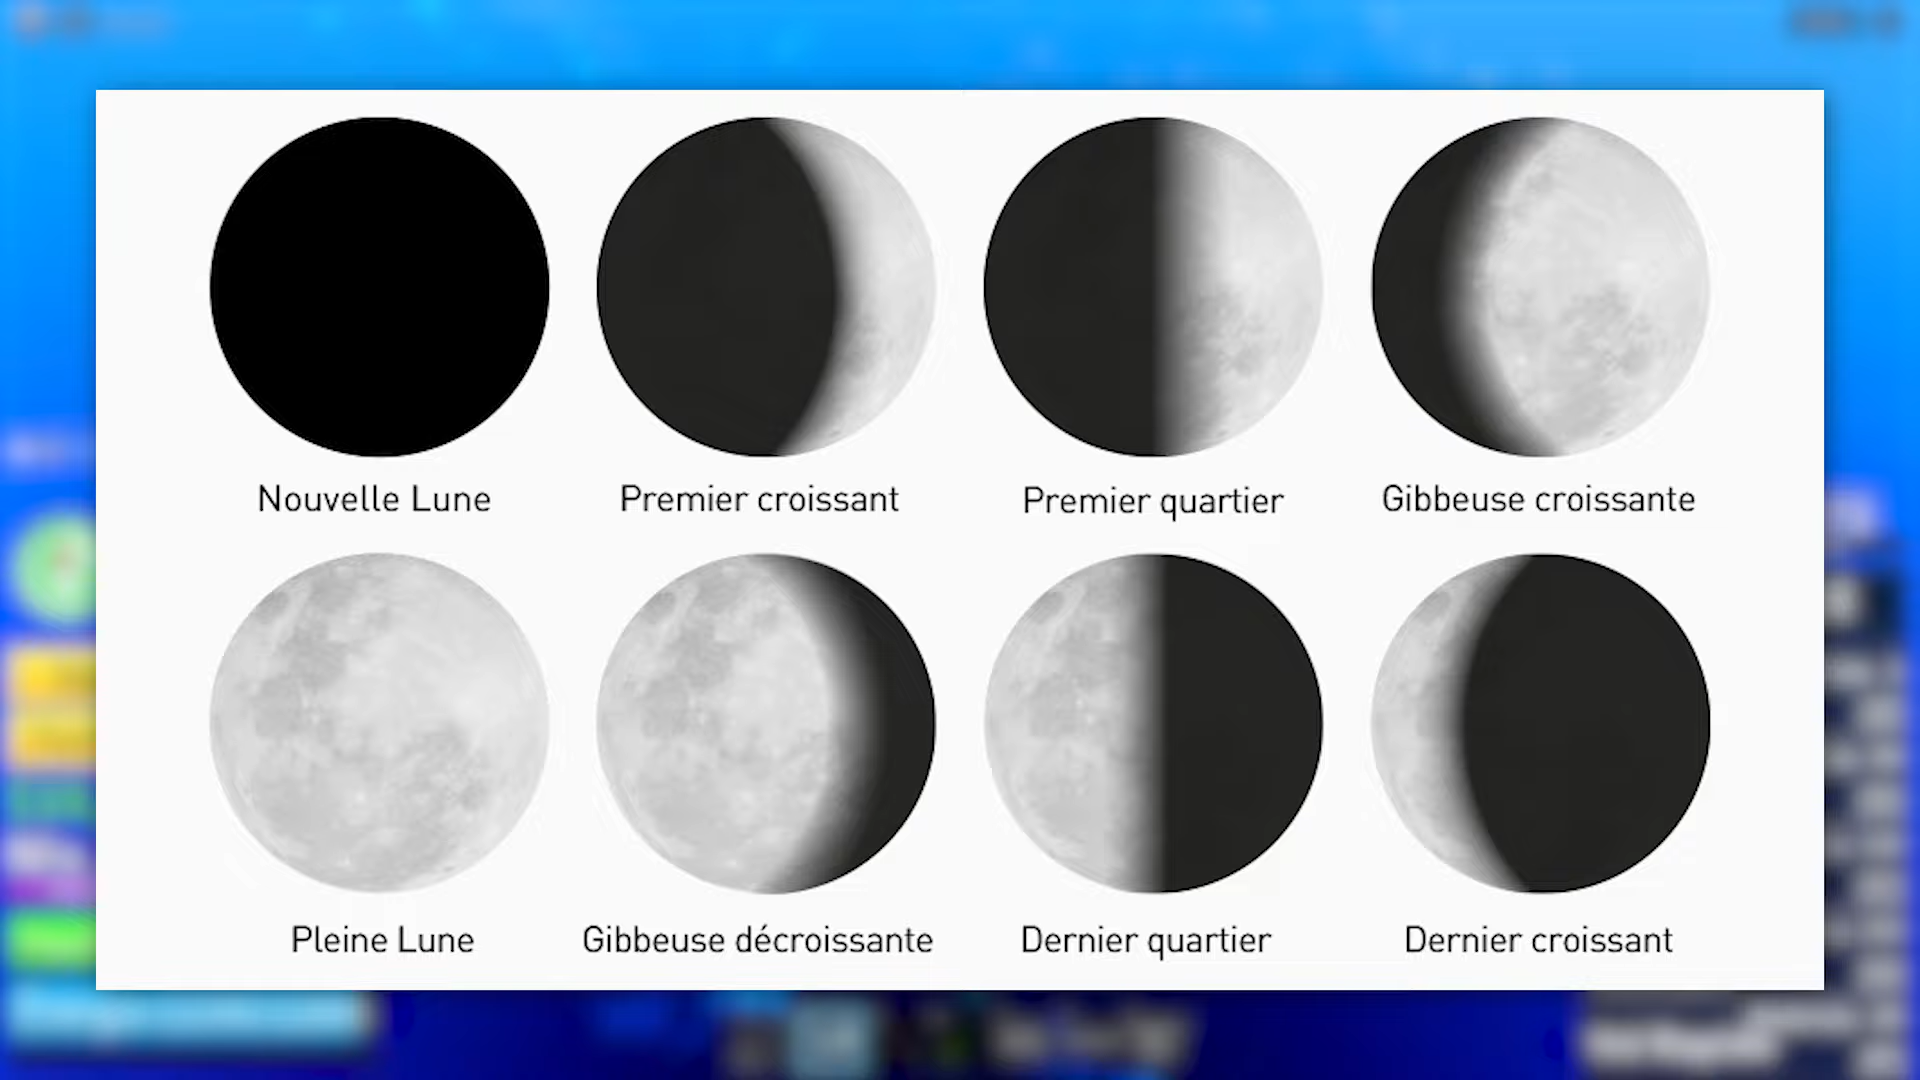 Nouvelle Lune
Premier croissant
Premier quartier
Gibbeuse croissante
Pleine Lune
Gibbeuse décroissante
Dernier quartier
Dernier croissant